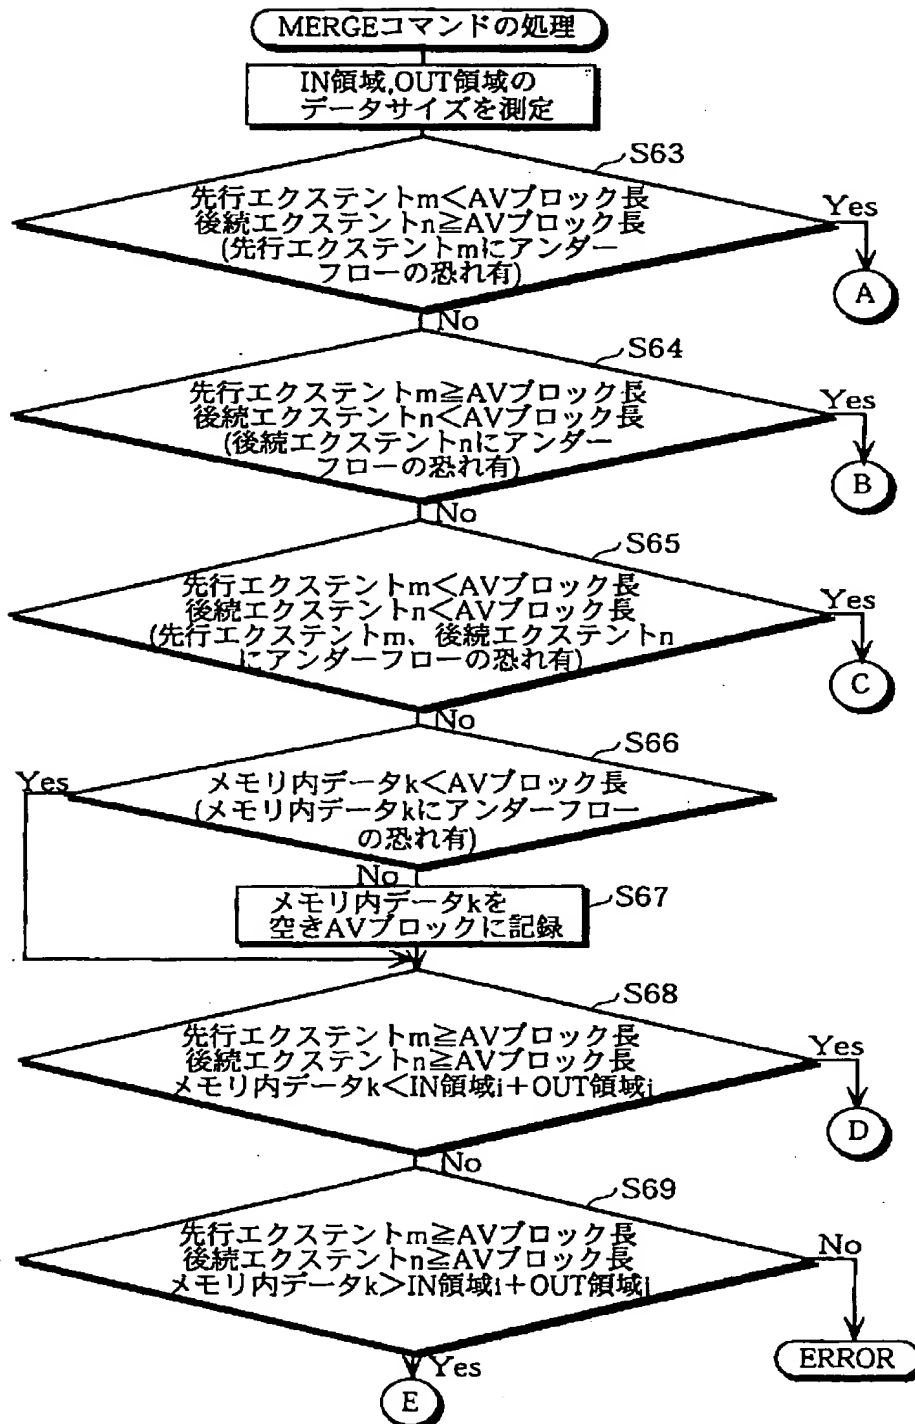 MERGEコマンドの処理
IN領域,OUT領域の
データサイズを測定
S63
先行エクステントm<AVブロック長
後続エクステントn≧AVブロック長
(先行エクステントmにアンダー
フローの恐れ有)
Yes
A
No
S64
先行エクステントm≧AVブロック長
後続エクステントn<AVブロック長
(後続エクステントnにアンダー
フローの恐れ有)
Yes
B
No
S65
先行エクステントm<AVブロック長
後続エクステントn<AVブロック長
(先行エクステントm、後続エクステントn
にアンダーフローの恐れ有)
Yes
C
No
S66
Yes
メモリ内データk<AVブロック長
(メモリ内データkにアンダーフロー
の恐れ有)
No
S67
メモリ内データkを
空きAVブロックに記録
S68
先行エクステントm≧AVブロック長
後続エクステントn≧AVブロック長
メモリ内データk<IN領域i+OUT領域j
Yes
D
No
S69
先行エクステントm≧AVブロック長
後続エクステントn≧AVブロック長
メモリ内データk>IN領域i+OUT領域j
No
ERROR
Yes
E